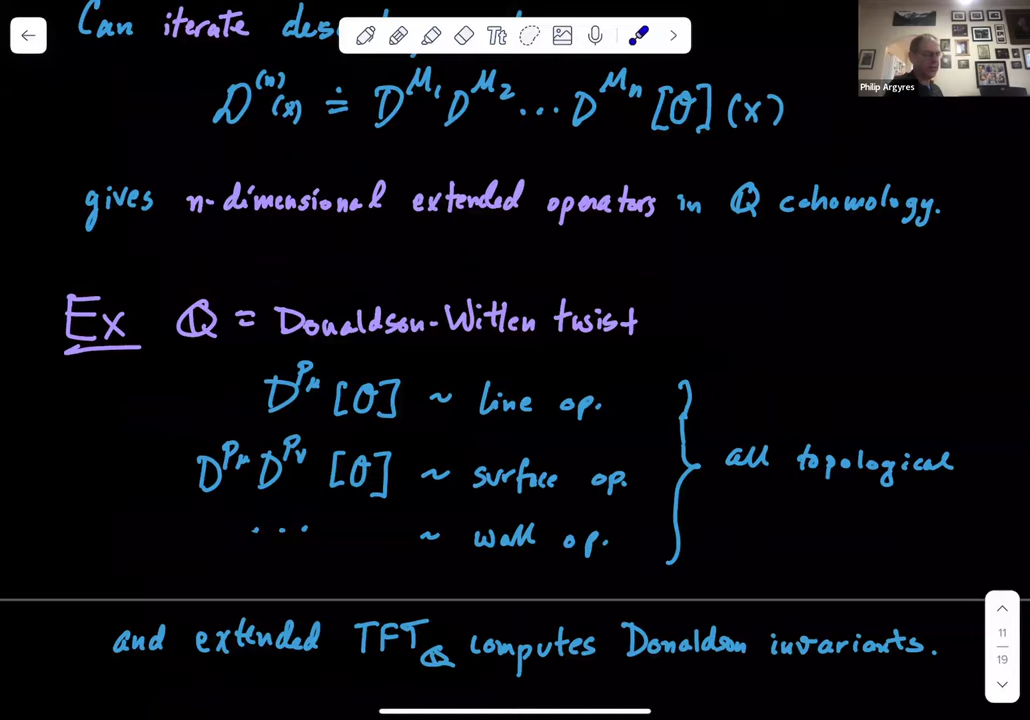 Can iterate
Philip Argyres
𝔻⁽ⁿ⁾(x) ≐ 𝔻^μ₁ 𝔻^μ₂ ... 𝔻^μₙ [𝒪](x)
gives n-dimensional extended operators in ℚ cohomology.
Ex ℚ = Donaldson-Witten twist
𝔻^Pμ [𝒪] ~ line op.
𝔻^Pμ 𝔻^Pν [𝒪] ~ surface op. } all topological
... ~ wall op.
and extended TFT_ℚ computes Donaldson invariants.
Tt
11
19